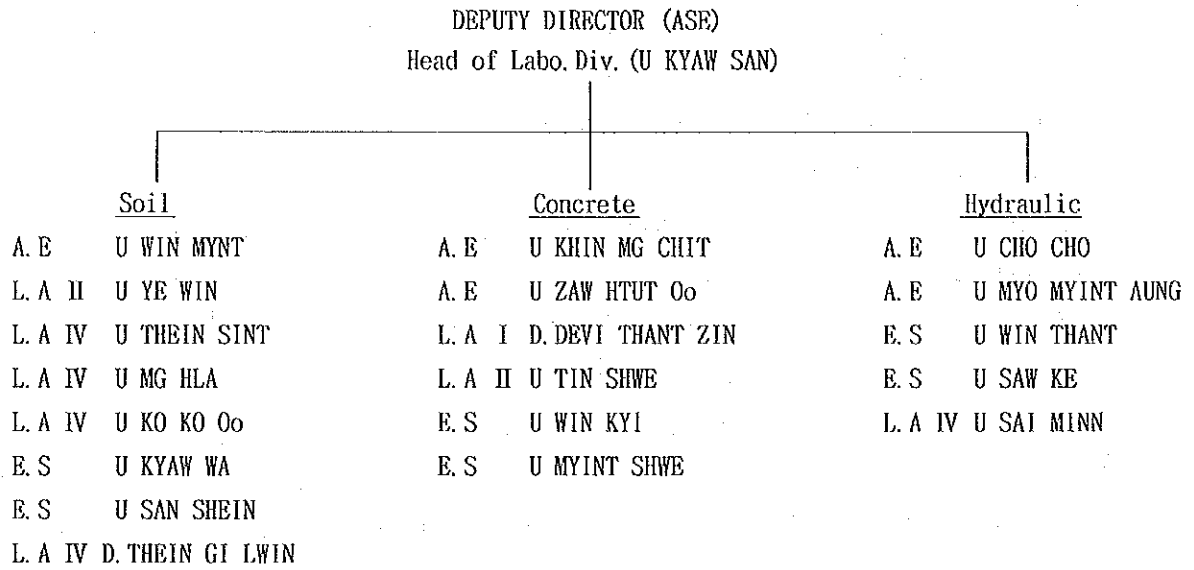 DEPUTY DIRECTOR (ASE)
Head of Labo. Div. (U KYAW SAN)
Soil
A. E U WIN MYNT
L. A II U YE WIN
L. A IV U THEIN SINT
L. A IV U MG HLA
L. A IV U KO KO Oo
E. S U KYAW WA
E. S U SAN SHEIN
L. A IV D. THEIN GI LWIN
Concrete
A. E U KHIN MG CHIT
A. E U ZAW HTUT Oo
L. A I D. DEVI THANT ZIN
L. A II U TIN SHWE
E. S U WIN KYI
E. S U MYINT SHWE
Hydraulic
A. E U CHO CHO
A. E U MYO MYINT AUNG
E. S U WIN THANT
E. S U SAW KE
L. A IV U SAI MINN